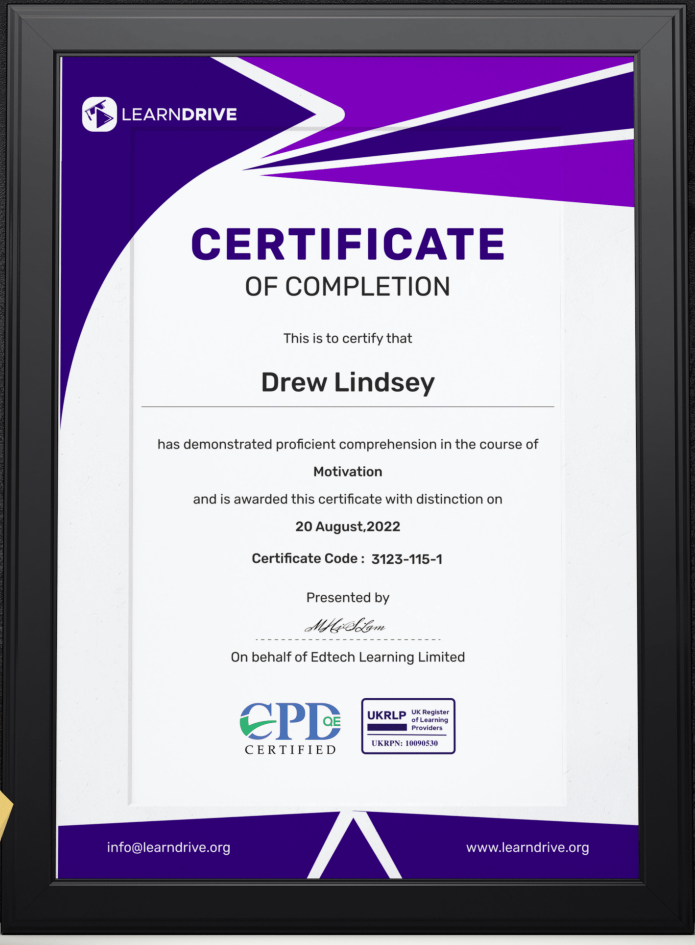 LEARNDRIVE
CERTIFICATE
OF COMPLETION
This is to certify that
Drew Lindsey
has demonstrated proficient comprehension in the course of
Motivation
and is awarded this certificate with distinction on
20 August,2022
Certificate Code : 3123-115-1
Presented by
On behalf of Edtech Learning Limited
CPD QE
CERTIFIED
UKRLP UK Register
of Learning
Providers
UKRPN: 10090530
info@learndrive.org www.learndrive.org